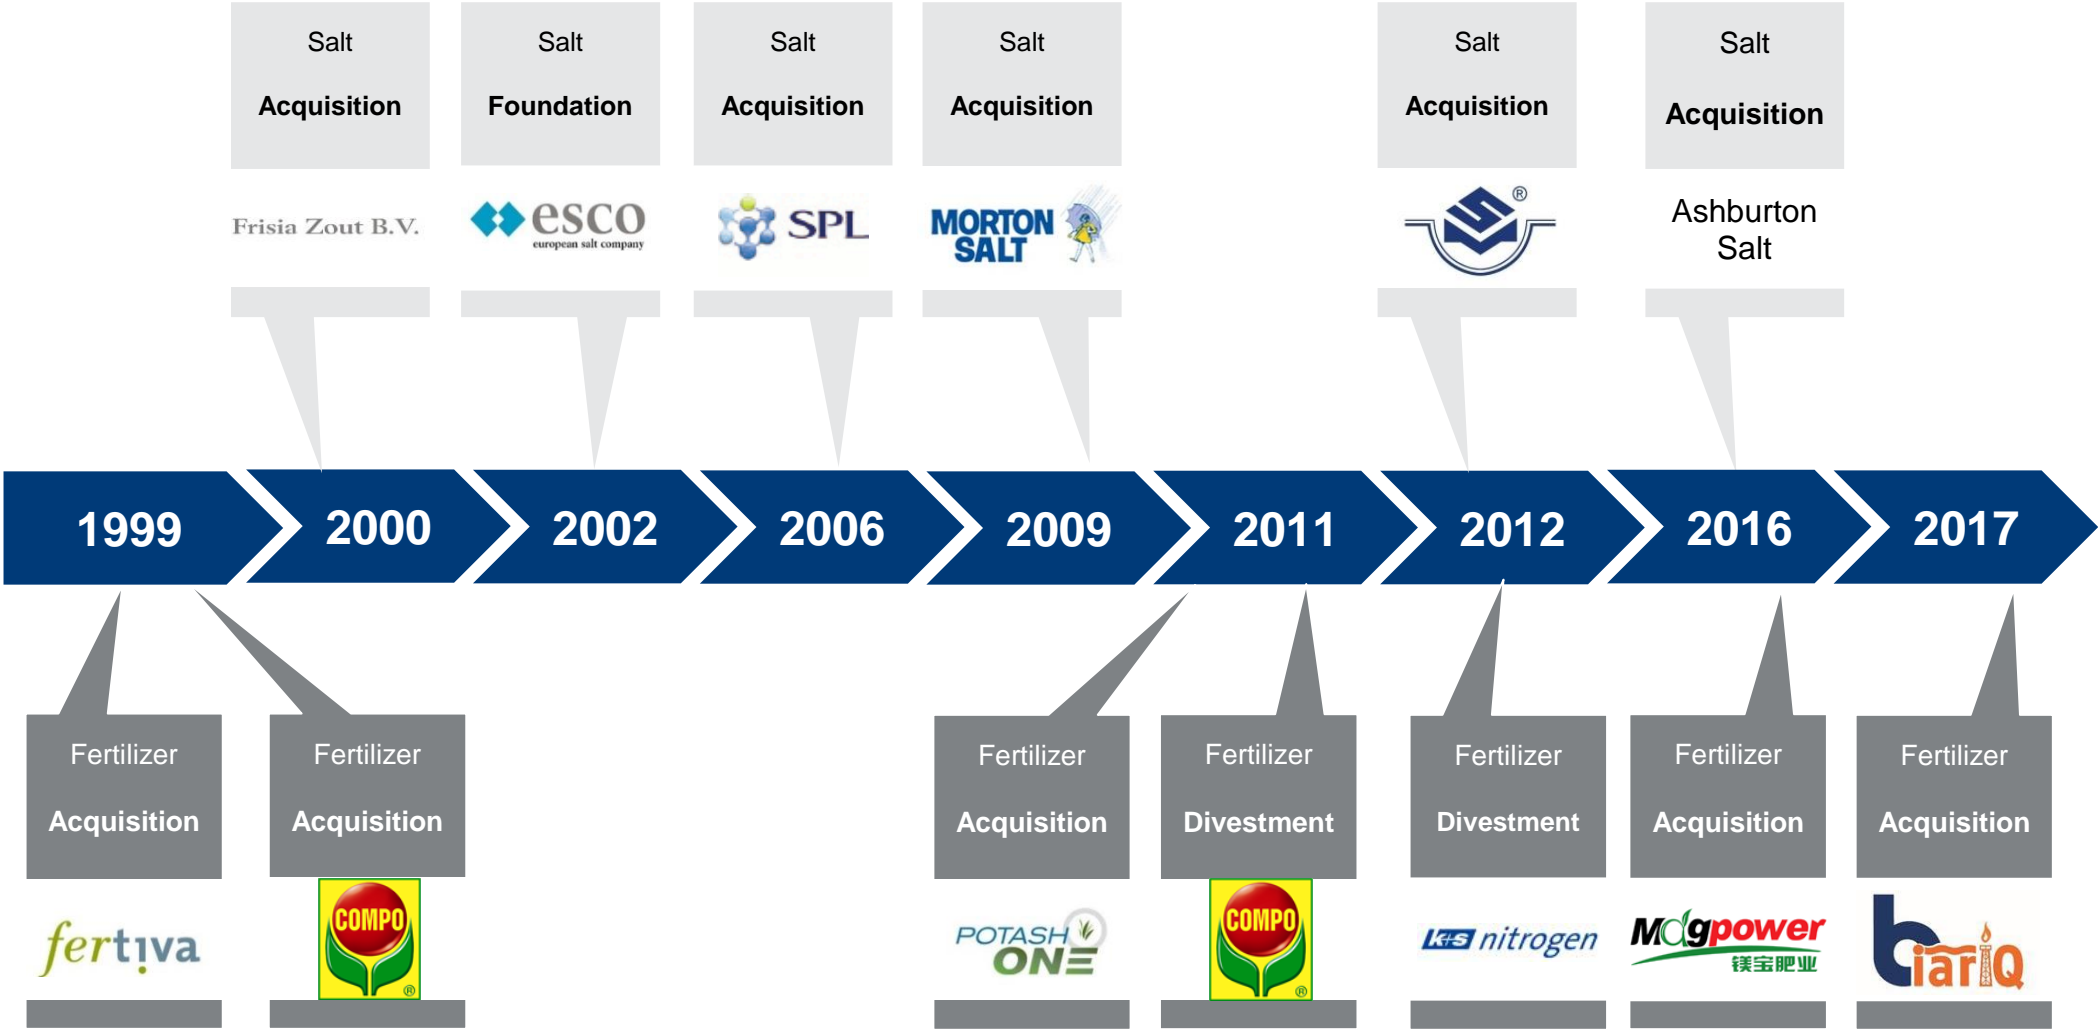 Salt
Acquisition
Frisia Zout B.V.
Salt
Foundation
esco
european salt company
Salt
Acquisition
SPL
Salt
Acquisition
MORTON
SALT
Salt
Acquisition
®
Salt
Acquisition
Ashburton
Salt
1999
2000
2002
2006
2009
2011
2012
2016
2017
Fertilizer
Acquisition
fertiva
Fertilizer
Acquisition
COMPO
®
Fertilizer
Acquisition
POTASH
ONE
Fertilizer
Divestment
COMPO
®
Fertilizer
Divestment
K+S nitrogen
Fertilizer
Acquisition
Magpower
镁宝肥业
Fertilizer
Acquisition
biariQ